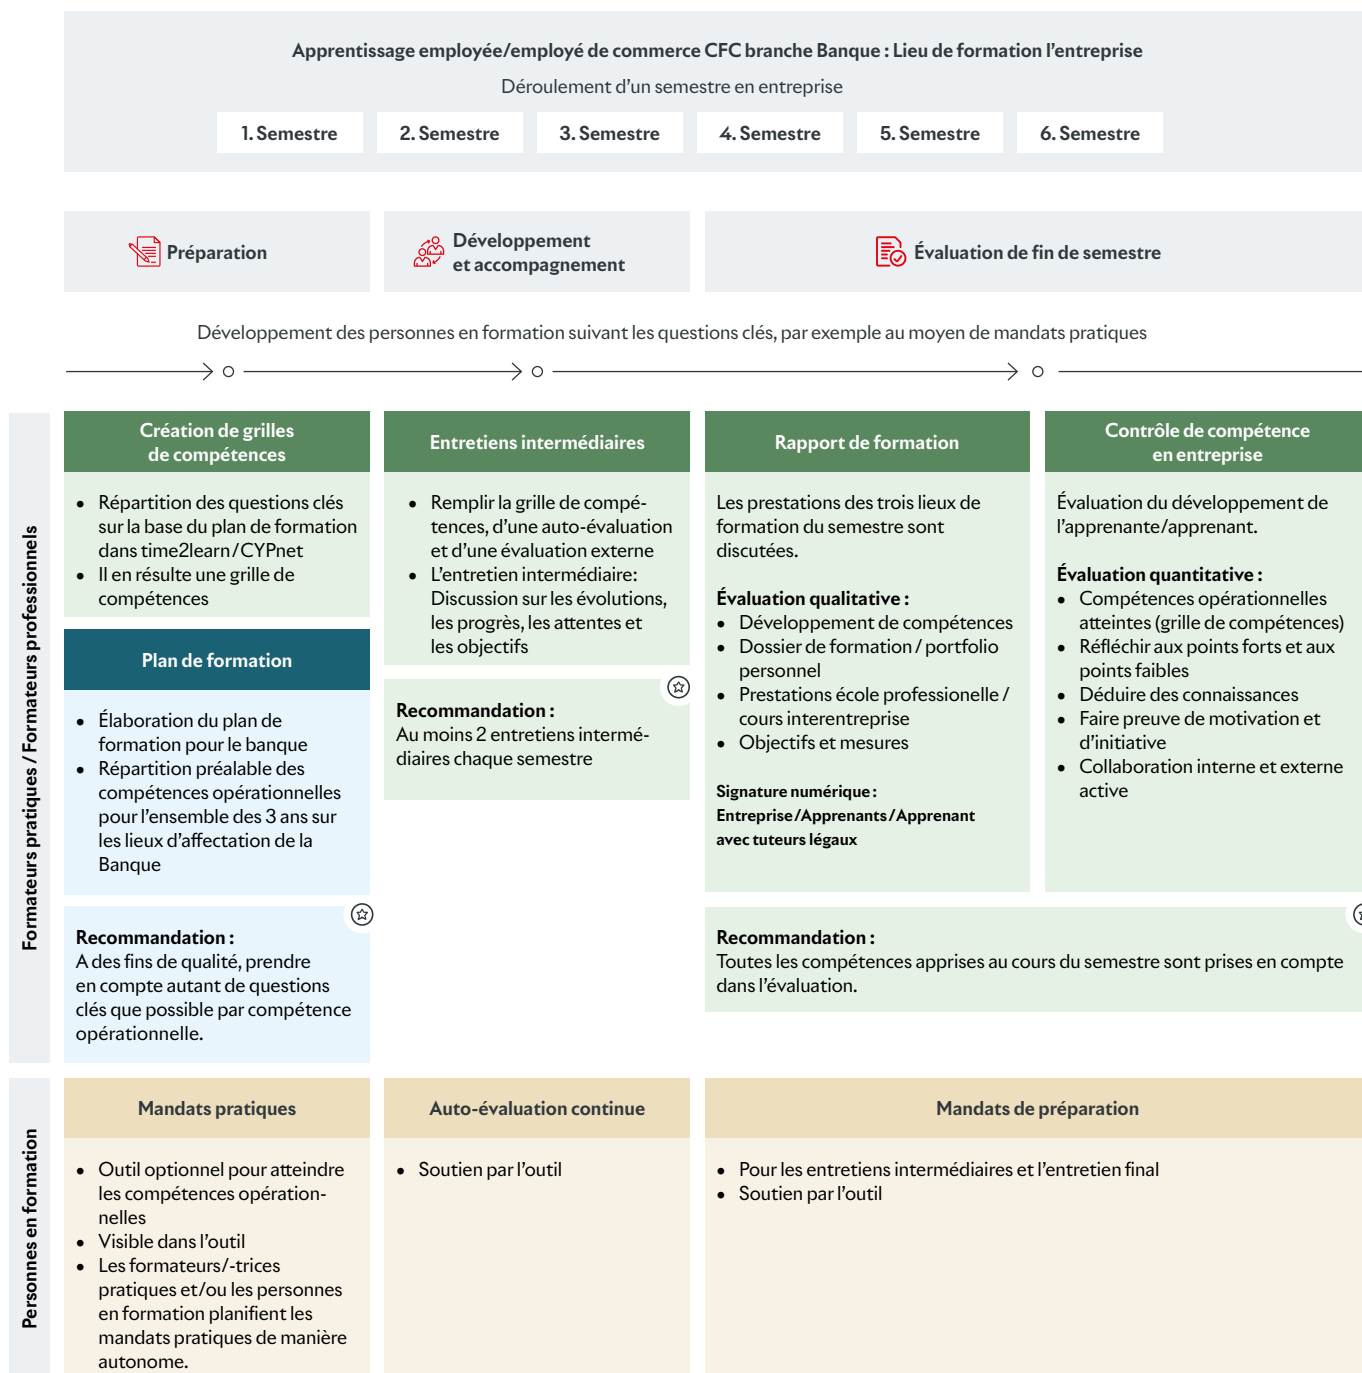 Apprentissage employée/employé de commerce CFC branche Banque : Lieu de formation l'entreprise
Déroulement d'un semestre en entreprise
1. Semestre
2. Semestre
3. Semestre
4. Semestre
5. Semestre
6. Semestre
Préparation
Développement
et accompagnement
Évaluation de fin de semestre
Développement des personnes en formation suivant les questions clés, par exemple au moyen de mandats pratiques
Formateurs pratiques / Formateurs professionnels
Création de grilles
de compétences
• Répartition des questions clés
sur la base du plan de formation
dans time2learn/CYPnet
• Il en résulte une grille de
compétences
Plan de formation
• Élaboration du plan de
formation pour le banque
• Répartition préalable des
compétences opérationnelles
pour l'ensemble des 3 ans sur
les lieux d'affectation de la
Banque
Recommandation :
A des fins de qualité, prendre
en compte autant de questions
clés que possible par compétence
opérationnelle.
Entretiens intermédiaires
• Remplir la grille de compé-
tences, d'une auto-évaluation
et d'une évaluation externe
• L'entretien intermédiaire:
Discussion sur les évolutions,
les progrès, les attentes et
les objectifs
Recommandation :
Au moins 2 entretiens intermé-
diaires chaque semestre
Rapport de formation
Les prestations des trois lieux de
formation du semestre sont
discutées.
Évaluation qualitative :
• Développement de compétences
• Dossier de formation / portfolio
personnel
• Prestations école professionelle /
cours interentreprise
• Objectifs et mesures
Signature numérique :
Entreprise/Apprenants/Apprenant
avec tuteurs légaux
Contrôle de compétence
en entreprise
Évaluation du développement de
l'apprenante/apprenant.
Évaluation quantitative :
• Compétences opérationnelles
atteintes (grille de compétences)
• Réfléchir aux points forts et aux
points faibles
• Déduire des connaissances
• Faire preuve de motivation et
d'initiative
• Collaboration interne et externe
active
Recommandation :
Toutes les compétences apprises au cours du semestre sont prises en compte
dans l'évaluation.
Personnes en formation
Mandats pratiques
• Outil optionnel pour atteindre
les compétences opération-
nelles
• Visible dans l'outil
• Les formateurs/-trices
pratiques et/ou les personnes
en formation planifient les
mandats pratiques de manière
autonome.
Auto-évaluation continue
• Soutien par l'outil
Mandats de préparation
• Pour les entretiens intermédiaires et l'entretien final
• Soutien par l'outil